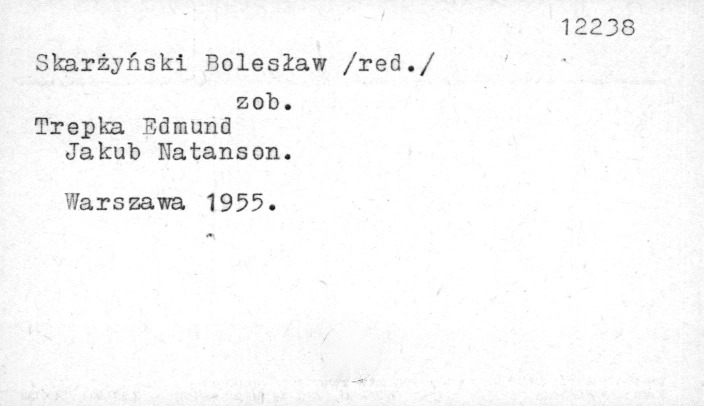 12238
Skarżyński Bolesław /red./
zob.
Trepka Edmund
Jakub Natanson.
Warszawa 1955.